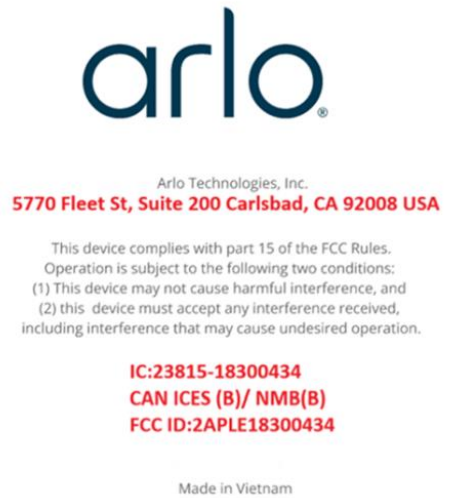 arlo®
Arlo Technologies, Inc.
5770 Fleet St, Suite 200 Carlsbad, CA 92008 USA
This device complies with part 15 of the FCC Rules.
Operation is subject to the following two conditions:
(1) This device may not cause harmful interference, and
(2) this device must accept any interference received,
including interference that may cause undesired operation.
IC:23815-18300434
CAN ICES (B)/ NMB(B)
FCC ID:2APLE18300434
Made in Vietnam